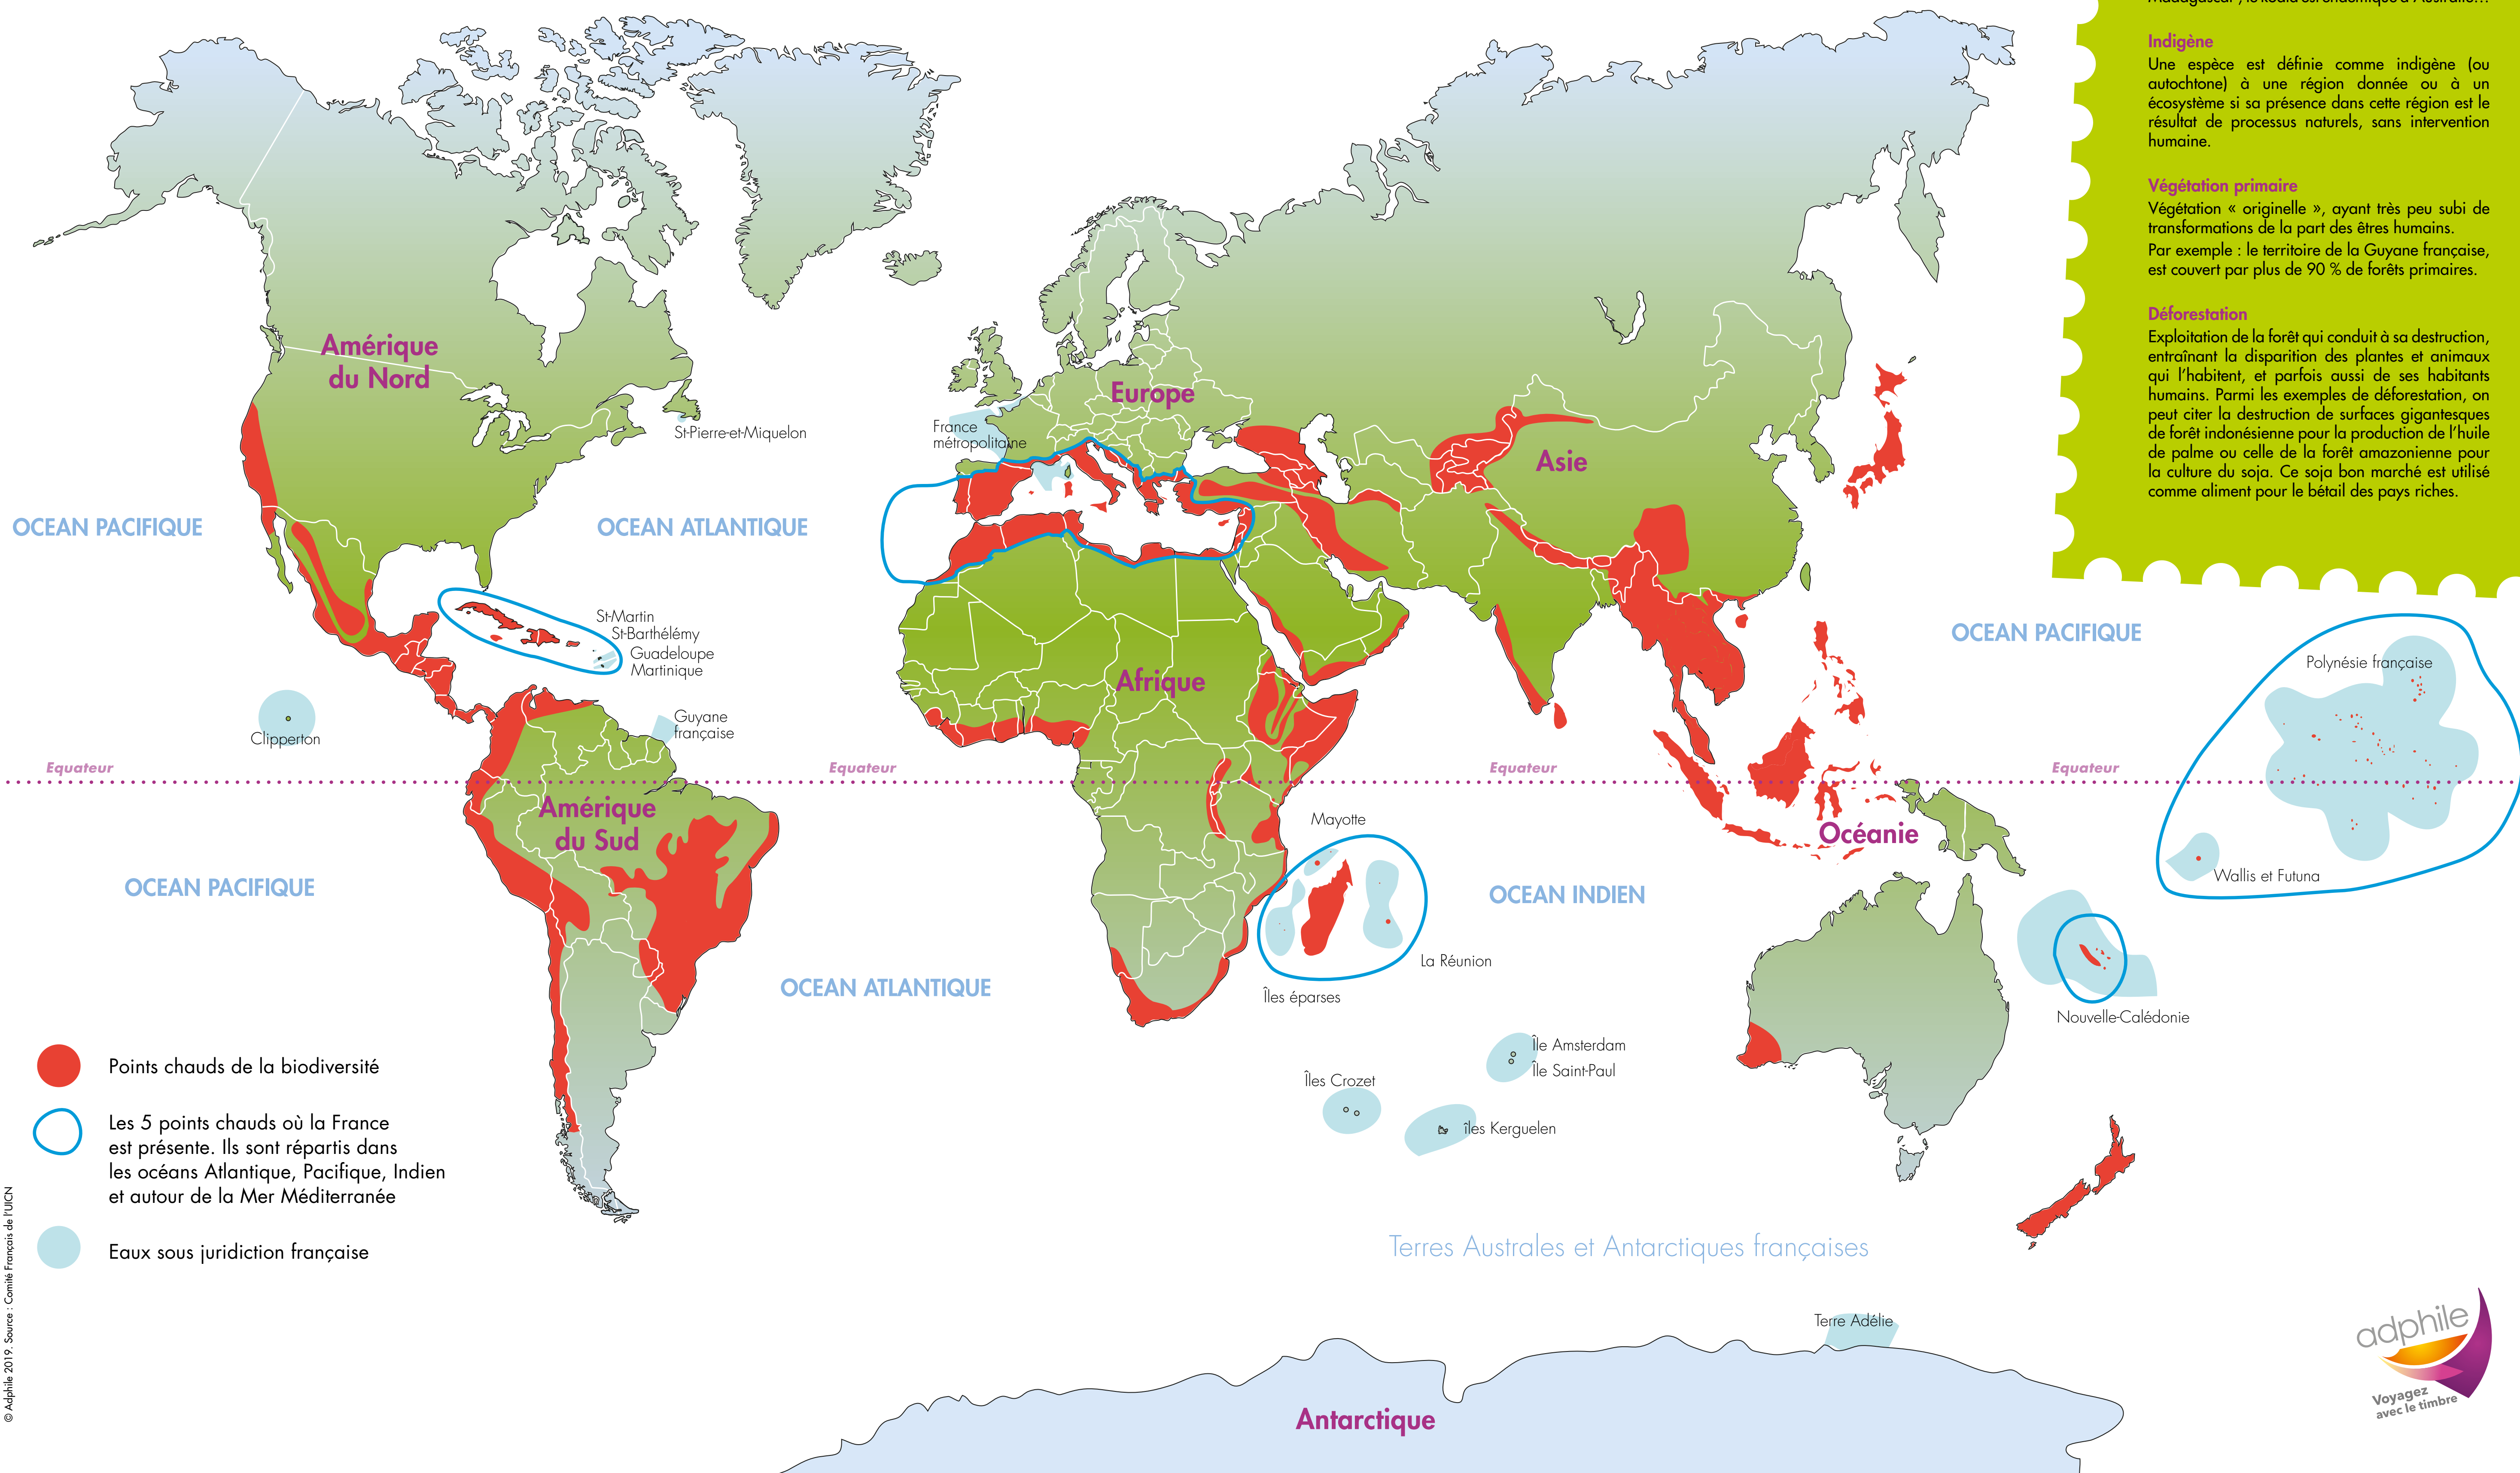 Madagascar ; le koala est endémique d'Australie...
Indigène
Une espèce est définie comme indigène (ou
autochtone) à une région donnée ou à un
écosystème si sa présence dans cette région est le
résultat de processus naturels, sans intervention
humaine.
Végétation primaire
Végétation « originelle », ayant très peu subi de
transformations de la part des êtres humains.
Par exemple : le territoire de la Guyane française,
est couvert par plus de 90 % de forêts primaires.
Déforestation
Exploitation de la forêt qui conduit à sa destruction,
entraînant la disparition des plantes et animaux
qui l'habitent, et parfois aussi de ses habitants
humains. Parmi les exemples de déforestation, on
peut citer la destruction de surfaces gigantesques
de forêt indonésienne pour la production de l'huile
de palme ou celle de la forêt amazonienne pour
la culture du soja. Ce soja bon marché est utilisé
comme aliment pour le bétail des pays riches.
Amérique
du Nord
Europe
St-Pierre-et-Miquelon
France
métropolitaine
Asie
OCEAN PACIFIQUE
OCEAN ATLANTIQUE
St-Martin
St-Barthélémy
Guadeloupe
Martinique
OCEAN PACIFIQUE
Polynésie française
Afrique
Clipperton
Guyane
française
Equateur
Equateur
Equateur
Equateur
Amérique
du Sud
Mayotte
Océanie
Wallis et Futuna
OCEAN PACIFIQUE
OCEAN INDIEN
La Réunion
OCEAN ATLANTIQUE
Îles éparses
Nouvelle-Calédonie
Île Amsterdam
Île Saint-Paul
Îles Crozet
îles Kerguelen
Points chauds de la biodiversité
Les 5 points chauds où la France
est présente. Ils sont répartis dans
les océans Atlantique, Pacifique, Indien
et autour de la Mer Méditerranée
Eaux sous juridiction française
Terres Australes et Antarctiques françaises
Terre Adélie
Antarctique
adphile
Voyagez
avec le timbre
© Adphile 2019. Source : Comité Français de l'UICN